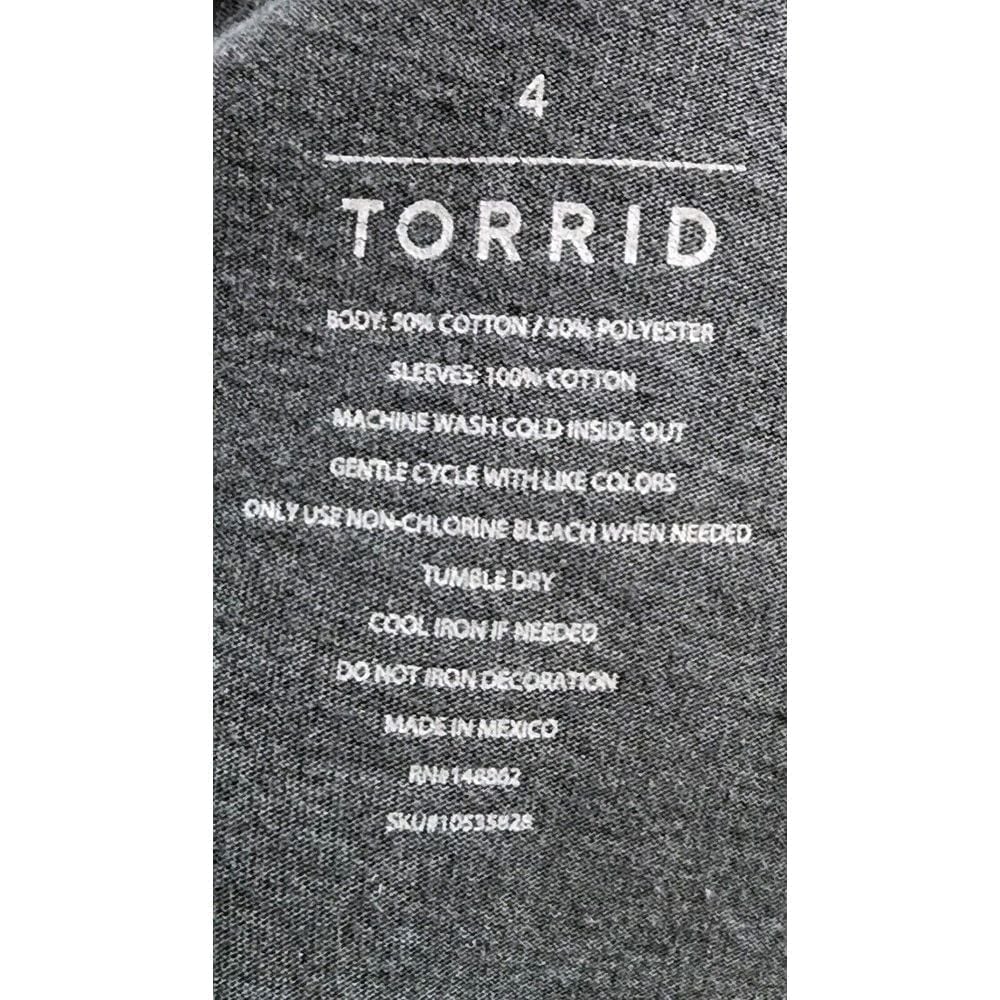 4
TORRID
BODY: 50% COTTON / 50% POLYESTER
SLEEVES: 100% COTTON
MACHINE WASH COLD INSIDE OUT
GENTLE CYCLE WITH LIKE COLORS
ONLY USE NON-CHLORINE BLEACH WHEN NEEDED
TUMBLE DRY
COOL IRON IF NEEDED
DO NOT IRON DECORATION
MADE IN MEXICO
RN#148862
SKU#10535828